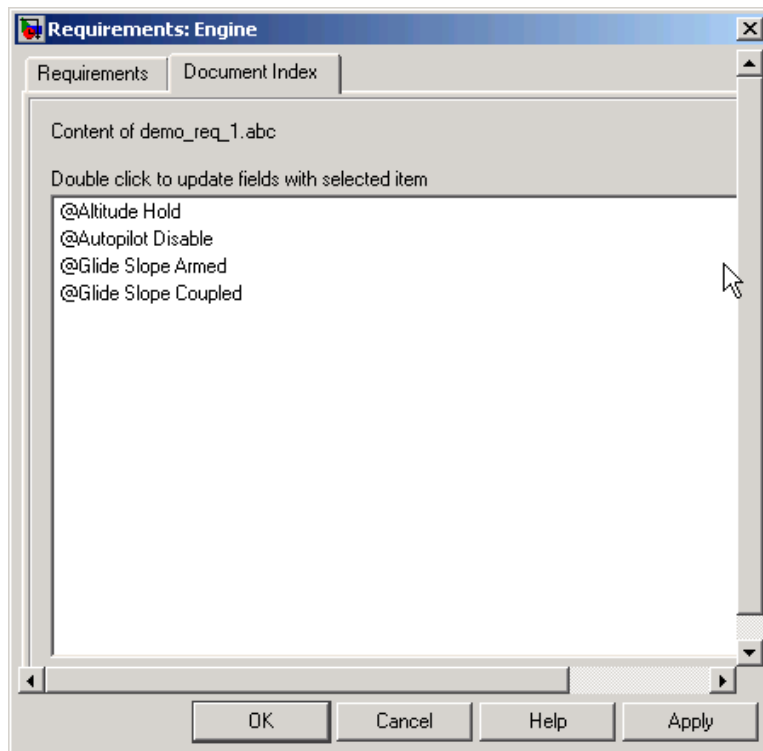 Requirements: Engine
Requirements Document Index
Content of demo_req_1.abc
Double click to update fields with selected item
@Altitude Hold
@Autopilot Disable
@Glide Slope Armed
@Glide Slope Coupled
OK Cancel Help Apply